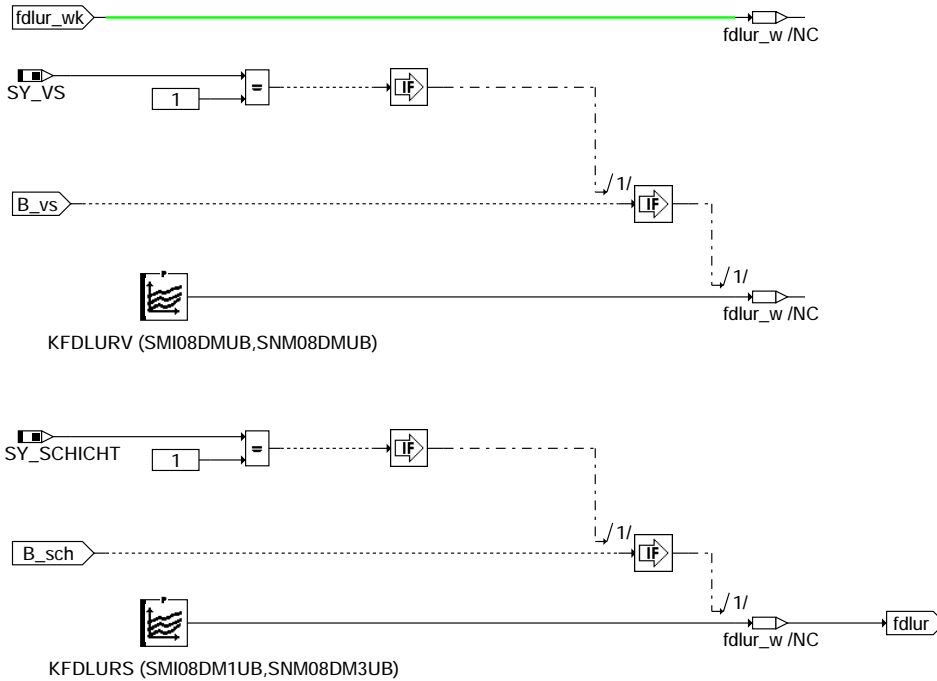 fdlur_wk
fdlur_w /NC
SY_VS
1
=
IF
/1/
B_vs
IF
/1/
P
fdlur_w /NC
KFDLURV (SMI08DMUB,SNM08DMUB)
SY_SCHICHT
1
=
IF
/1/
B_sch
IF
/1/
P
fdlur_w /NC
fdlur
KFDLURS (SMI08DM1UB,SNM08DM3UB)